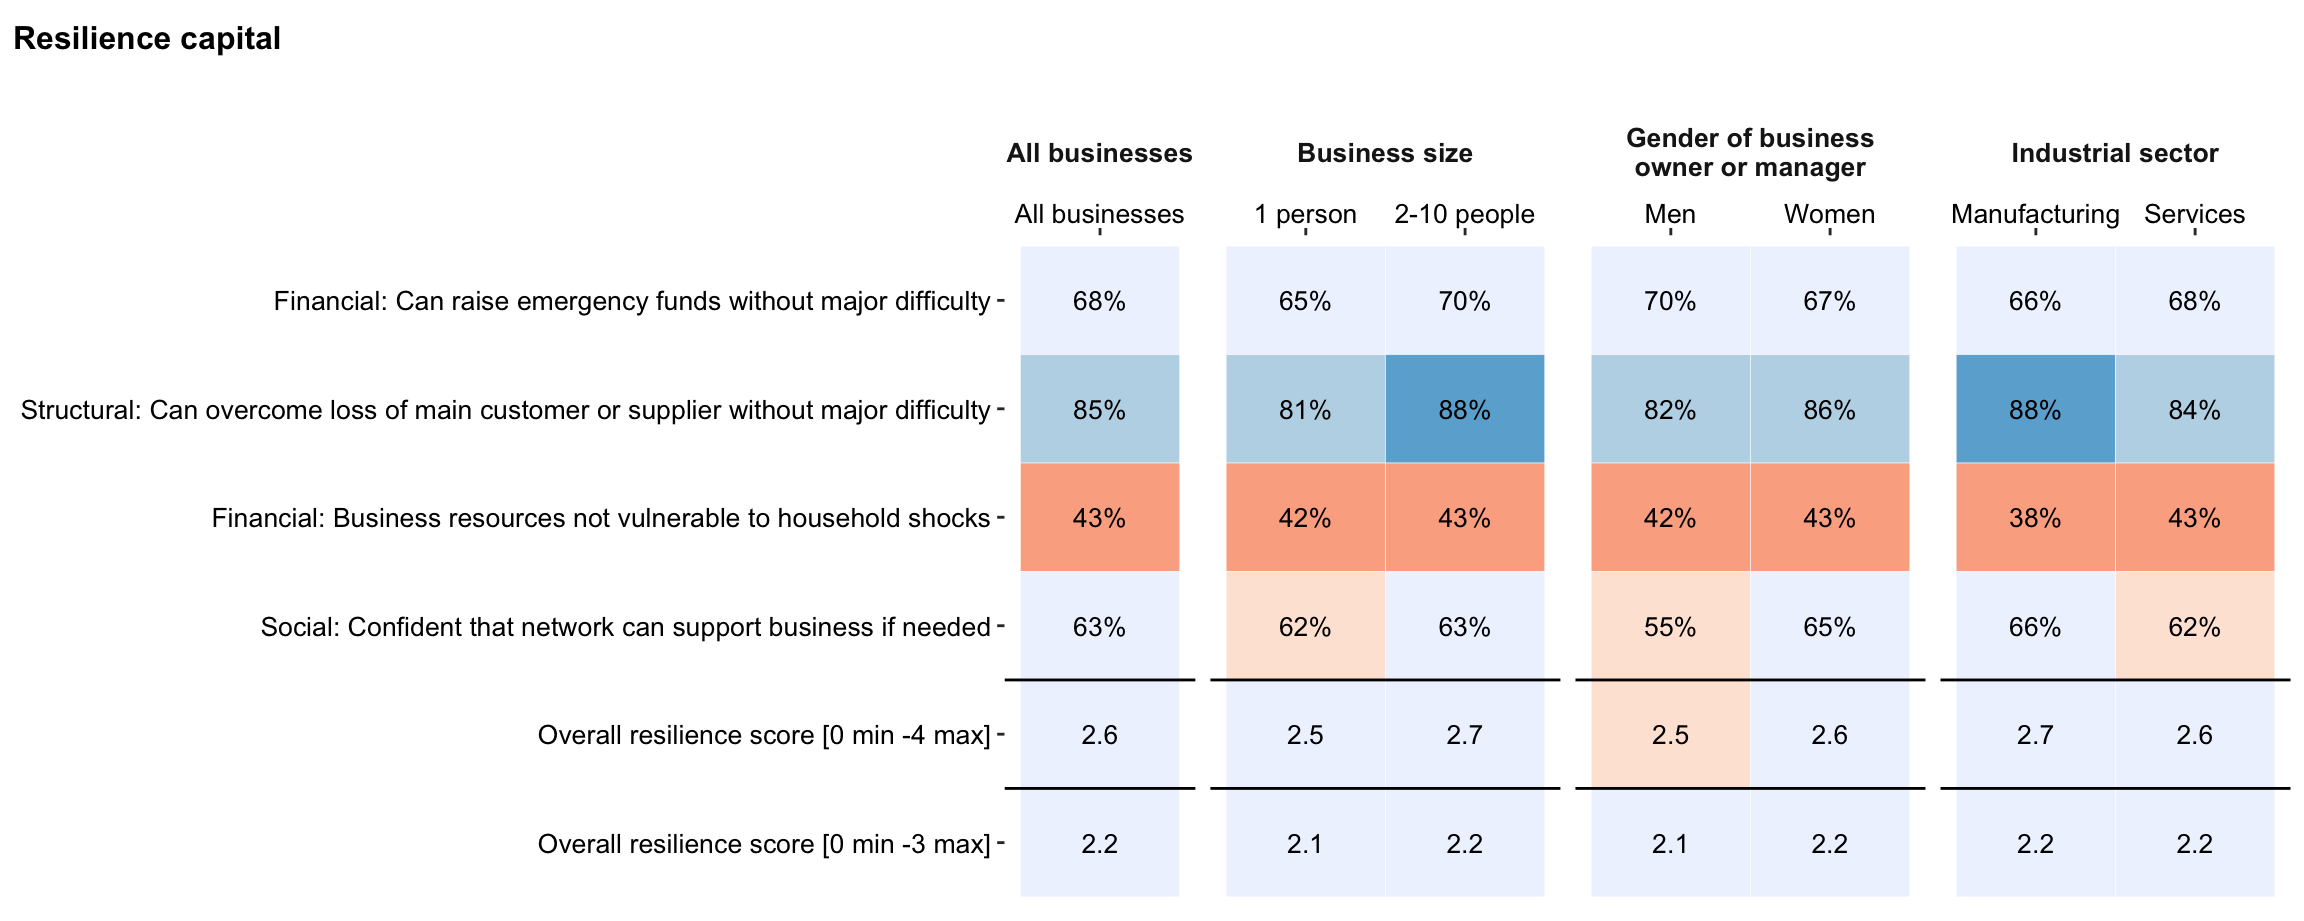 Resilience capital
All businesses
Business size
Gender of business
owner or manager
Industrial sector
All businesses
1 person
2-10 people
Men
Women
Manufacturing
Services
Financial: Can raise emergency funds without major difficulty
68%
65%
70%
70%
67%
66%
68%
Structural: Can overcome loss of main customer or supplier without major difficulty
85%
81%
88%
82%
86%
88%
84%
Financial: Business resources not vulnerable to household shocks
43%
42%
43%
42%
43%
38%
43%
Social: Confident that network can support business if needed
63%
62%
63%
55%
65%
66%
62%
Overall resilience score [0 min -4 max]
2.6
2.5
2.7
2.5
2.6
2.7
2.6
Overall resilience score [0 min -3 max]
2.2
2.1
2.2
2.1
2.2
2.2
2.2